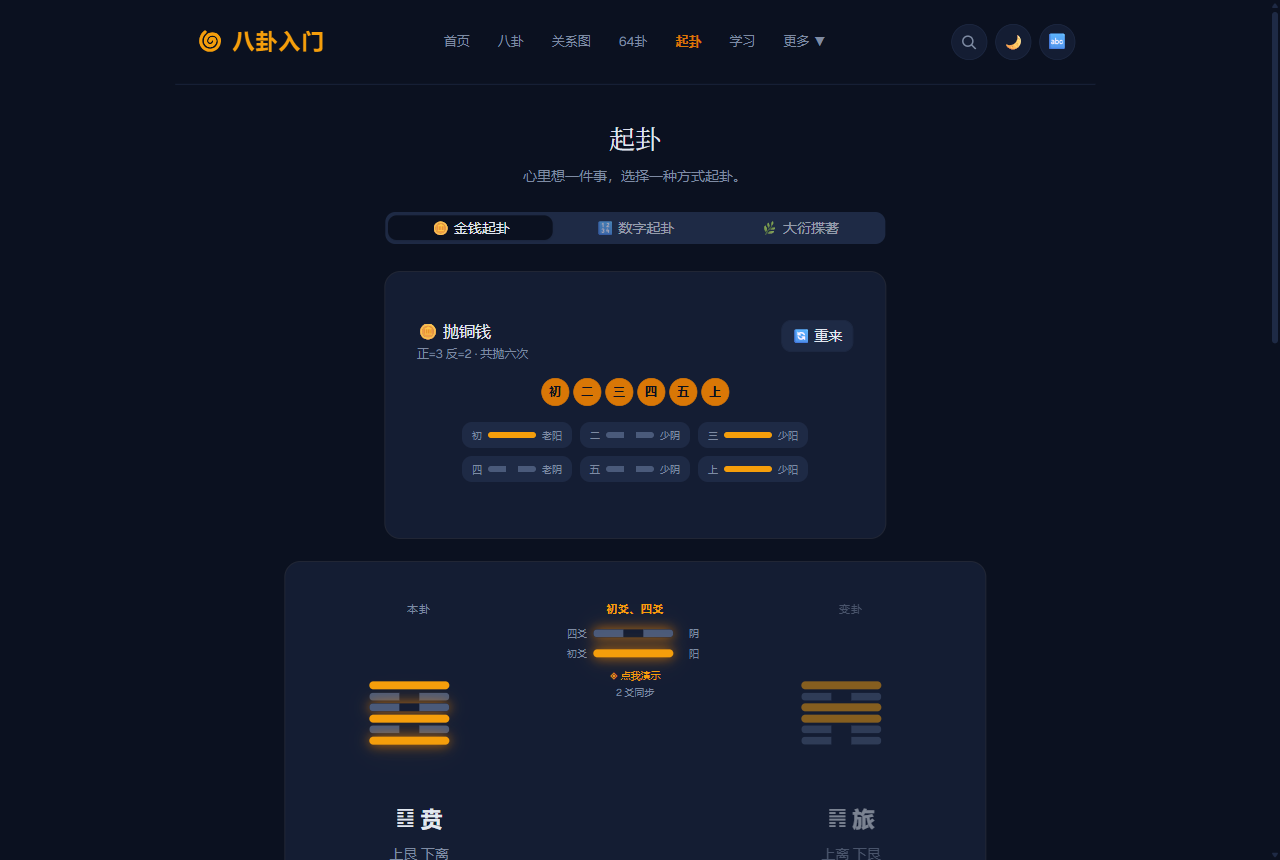 八卦入门
首页 八卦 关系图 64卦 起卦 学习 更多 ▼
abc
起卦
心里想一件事，选择一种方式起卦。
金钱起卦 数字起卦 大衍揲蓍
抛铜钱
重来
正=3 反=2 · 共抛六次
初 二 三 四 五 上
初 老阳 二 少阴 三 少阳
四 老阴 五 少阴 上 少阳
本卦 初爻、四爻 变卦
四爻 阴
初爻 阳
◈ 点我演示
2 爻同步
䷕ 贲 ䷷ 旅
上艮 下离 上离 下艮